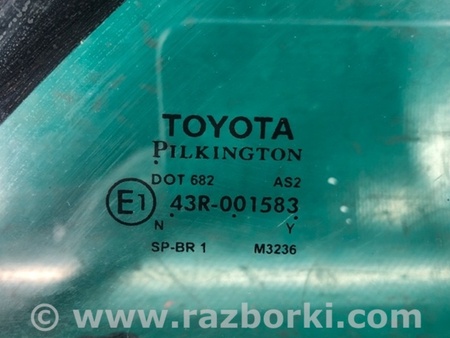 TOYOTA
PILKINGTON
DOT 682 AS2
E1 43R-001583
N Y
SP-BR 1 M3236
© www.razborki.com